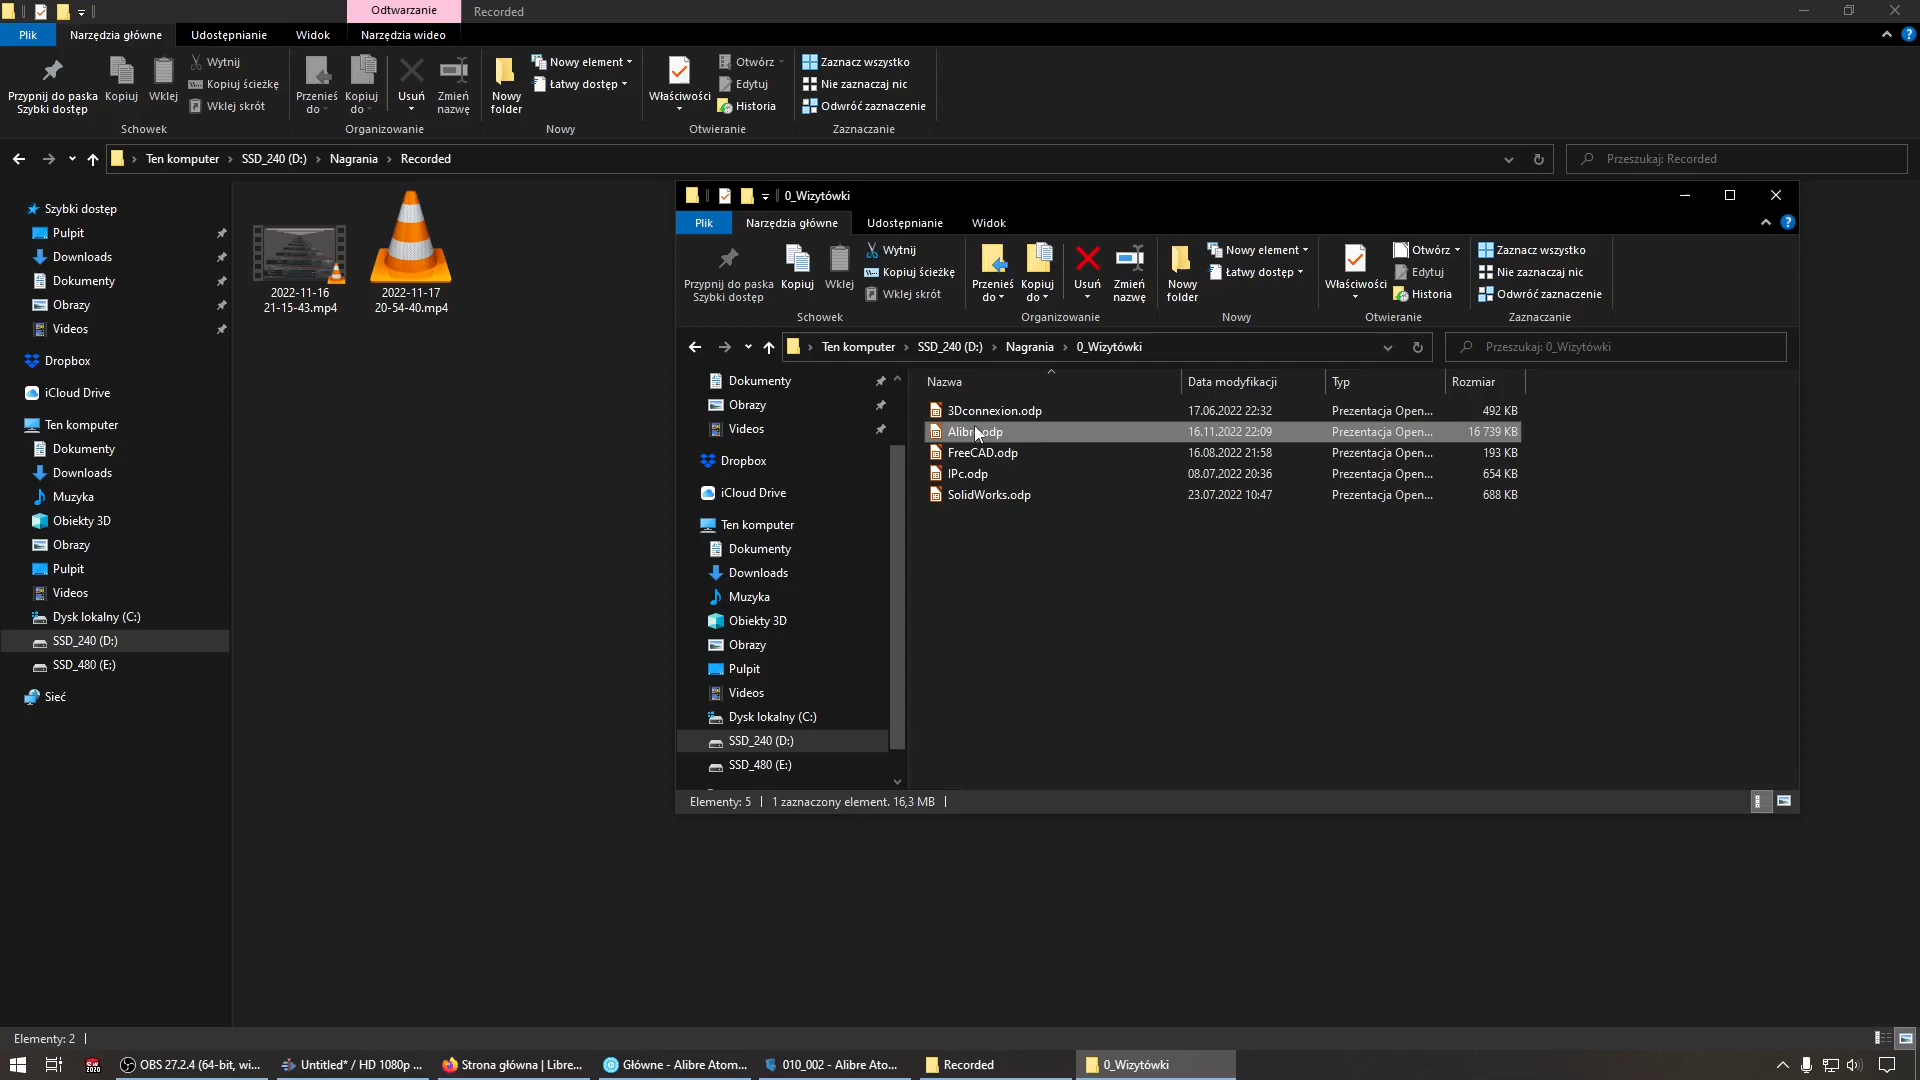 Odtwarzanie
Recorded
Plik
Narzędzia główne
Udostępnianie
Widok
Narzędzia wideo
Przypnij do paska
Szybki dostęp
Kopiuj
Wklej
Wytnij
Kopiuj ścieżkę
Wklej skrót
Schowek
Przenieś
do
Kopiuj
do
Usuń
Zmień
nazwę
Organizowanie
Nowy
folder
Nowy element
Łatwy dostęp
Nowy
Właściwości
Otwórz
Edytuj
Historia
Otwieranie
Zaznacz wszystko
Nie zaznaczaj nic
Odwróć zaznaczenie
Zaznaczanie
Ten komputer › SSD_240 (D:) › Nagrania › Recorded
Przeszukaj: Recorded
Szybki dostęp
Pulpit
Downloads
Dokumenty
Obrazy
Videos
Dropbox
iCloud Drive
Ten komputer
Dokumenty
Downloads
Muzyka
Obiekty 3D
Obrazy
Pulpit
Videos
Dysk lokalny (C:)
SSD_240 (D:)
SSD_480 (E:)
Sieć
2022-11-16
21-15-43.mp4
2022-11-17
20-54-40.mp4
0_Wizytówki
Plik
Narzędzia główne
Udostępnianie
Widok
Przypnij do paska
Szybki dostęp
Kopiuj
Wklej
Wytnij
Kopiuj ścieżkę
Wklej skrót
Schowek
Przenieś
do
Kopiuj
do
Usuń
Zmień
nazwę
Organizowanie
Nowy
folder
Nowy element
Łatwy dostęp
Nowy
Właściwości
Otwórz
Edytuj
Historia
Otwieranie
Zaznacz wszystko
Nie zaznaczaj nic
Odwróć zaznaczenie
Zaznaczanie
Ten komputer › SSD_240 (D:) › Nagrania › 0_Wizytówki
Przeszukaj: 0_Wizytówki
Dokumenty
Obrazy
Videos
Dropbox
iCloud Drive
Ten komputer
Dokumenty
Downloads
Muzyka
Obiekty 3D
Obrazy
Pulpit
Videos
Dysk lokalny (C:)
SSD_240 (D:)
SSD_480 (E:)
Nazwa Data modyfikacji Typ Rozmiar
3Dconnexion.odp 17.06.2022 22:32 Prezentacja Open... 492 KB
16.11.2022 22:09 Prezentacja Open... 16 739 KB
FreeCAD.odp 16.08.2022 21:58 Prezentacja Open... 193 KB
IPc.odp 08.07.2022 20:36 Prezentacja Open... 654 KB
SolidWorks.odp 23.07.2022 10:47 Prezentacja Open... 688 KB
Elementy: 5 1 zaznaczony element. 16,3 MB
Elementy: 2
OBS 27.2.4 (64-bit, wi...
Untitled* / HD 1080p ...
Strona główna | Libre...
Główne - Alibre Atom...
010_002 - Alibre Ato...
Recorded
0_Wizytówki